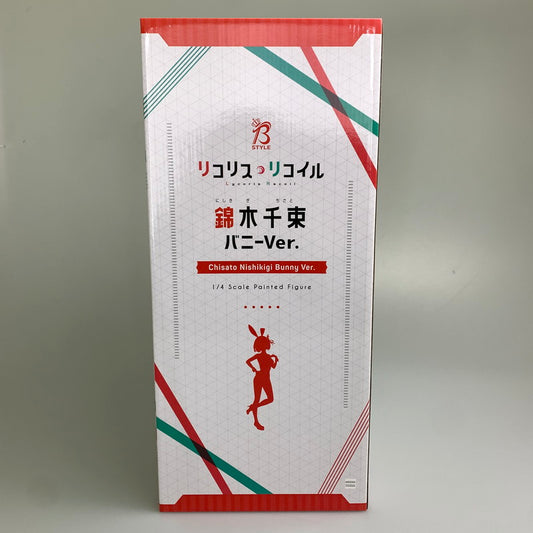 B
STYLE
リコリス・リコイル
Lycoris Recoil
にしき ぎ ちさと
錦木千束
バニーVer.
Chisato Nishikigi Bunny Ver.
1/4 Scale Painted Figure